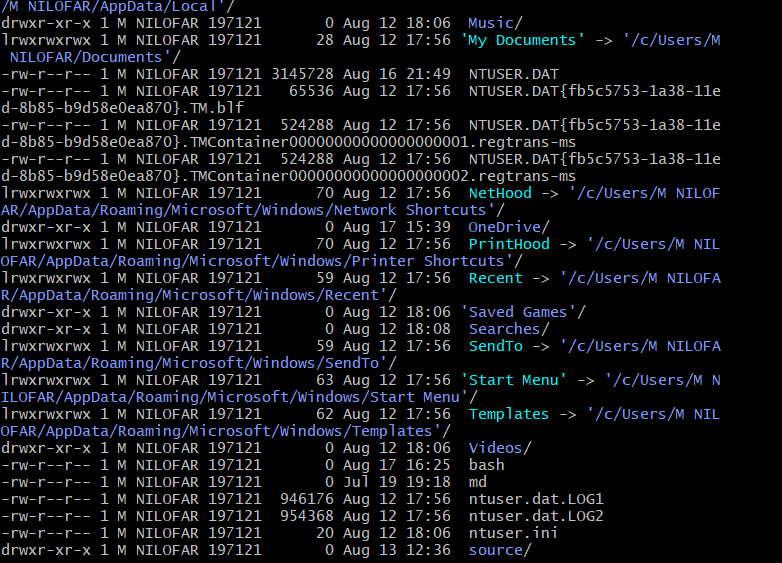 /M NILOFAR/AppData/Local'/
drwxr-xr-x 1 M NILOFAR 197121       0 Aug 12 18:06  Music/
lrwxrwxrwx 1 M NILOFAR 197121      28 Aug 12 17:56 'My Documents' -> '/c/Users/M
 NILOFAR/Documents'/
-rw-r--r-- 1 M NILOFAR 197121 3145728 Aug 16 21:49  NTUSER.DAT
-rw-r--r-- 1 M NILOFAR 197121   65536 Aug 12 17:56  NTUSER.DAT{fb5c5753-1a38-11e
d-8b85-b9d58e0ea870}.TM.blf
-rw-r--r-- 1 M NILOFAR 197121  524288 Aug 12 17:56  NTUSER.DAT{fb5c5753-1a38-11e
d-8b85-b9d58e0ea870}.TMContainer00000000000000000001.regtrans-ms
-rw-r--r-- 1 M NILOFAR 197121  524288 Aug 12 17:56  NTUSER.DAT{fb5c5753-1a38-11e
d-8b85-b9d58e0ea870}.TMContainer00000000000000000002.regtrans-ms
lrwxrwxrwx 1 M NILOFAR 197121      70 Aug 12 17:56  NetHood -> '/c/Users/M NILOF
AR/AppData/Roaming/Microsoft/Windows/Network Shortcuts'/
drwxr-xr-x 1 M NILOFAR 197121       0 Aug 17 15:39  OneDrive/
lrwxrwxrwx 1 M NILOFAR 197121      70 Aug 12 17:56  PrintHood -> '/c/Users/M NIL
OFAR/AppData/Roaming/Microsoft/Windows/Printer Shortcuts'/
lrwxrwxrwx 1 M NILOFAR 197121      59 Aug 12 17:56  Recent -> '/c/Users/M NILOFA
R/AppData/Roaming/Microsoft/Windows/Recent'/
drwxr-xr-x 1 M NILOFAR 197121       0 Aug 12 18:06 'Saved Games'/
drwxr-xr-x 1 M NILOFAR 197121       0 Aug 12 18:08  Searches/
lrwxrwxrwx 1 M NILOFAR 197121      59 Aug 12 17:56  SendTo -> '/c/Users/M NILOFA
R/AppData/Roaming/Microsoft/Windows/SendTo'/
lrwxrwxrwx 1 M NILOFAR 197121      63 Aug 12 17:56 'Start Menu' -> '/c/Users/M N
ILOFAR/AppData/Roaming/Microsoft/Windows/Start Menu'/
lrwxrwxrwx 1 M NILOFAR 197121      62 Aug 12 17:56  Templates -> '/c/Users/M NIL
OFAR/AppData/Roaming/Microsoft/Windows/Templates'/
drwxr-xr-x 1 M NILOFAR 197121       0 Aug 12 18:06  Videos/
-rw-r--r-- 1 M NILOFAR 197121       0 Aug 17 16:25  bash
-rw-r--r-- 1 M NILOFAR 197121       0 Jul 19 19:18  md
-rw-r--r-- 1 M NILOFAR 197121  946176 Aug 12 17:56  ntuser.dat.LOG1
-rw-r--r-- 1 M NILOFAR 197121  954368 Aug 12 17:56  ntuser.dat.LOG2
-rw-r--r-- 1 M NILOFAR 197121      20 Aug 12 18:06  ntuser.ini
drwxr-xr-x 1 M NILOFAR 197121       0 Aug 13 12:36  source/